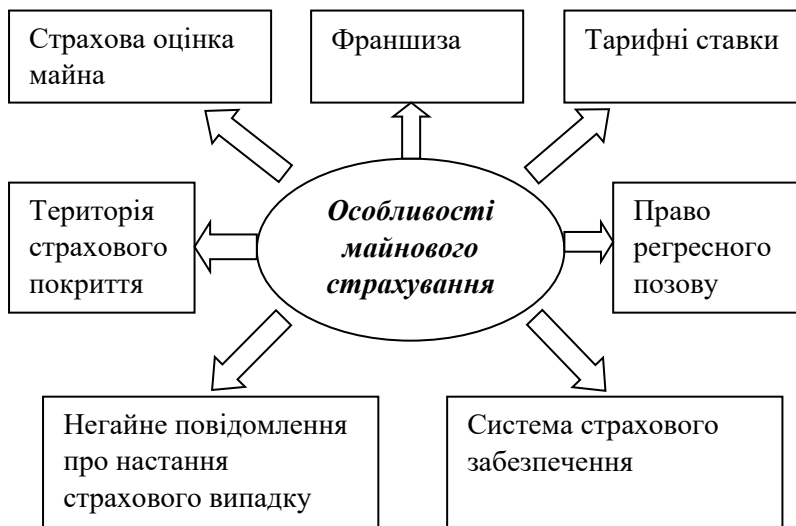 Страхова оцінка
майна
Франшиза
Тарифні ставки
Територія
страхового
покриття
Особливості
майнового
страхування
Право
регресного
позову
Негайне повідомлення
про настання
страхового випадку
Система страхового
забезпечення